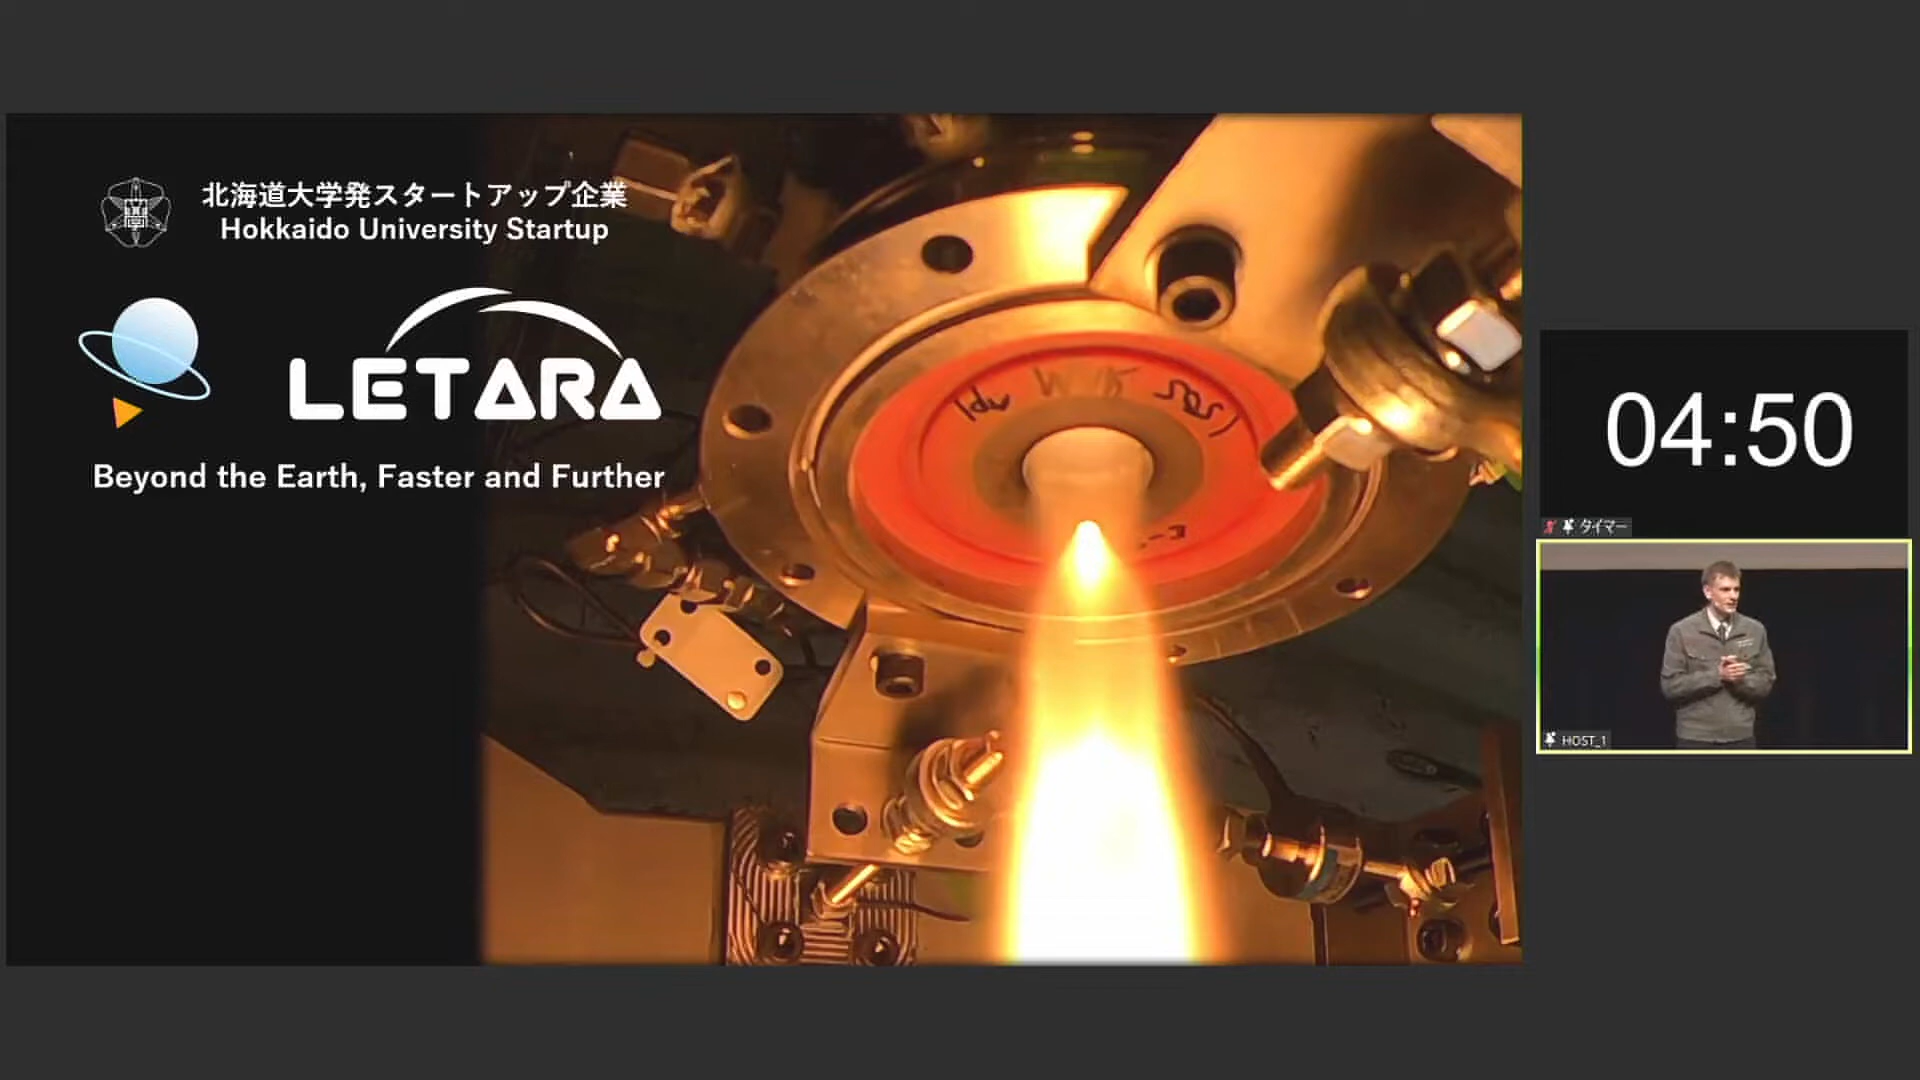 北海道大学発スタートアップ企業
Hokkaido University Startup
LETARA
Beyond the Earth, Faster and Further
04:50
タイマー
HOST_1